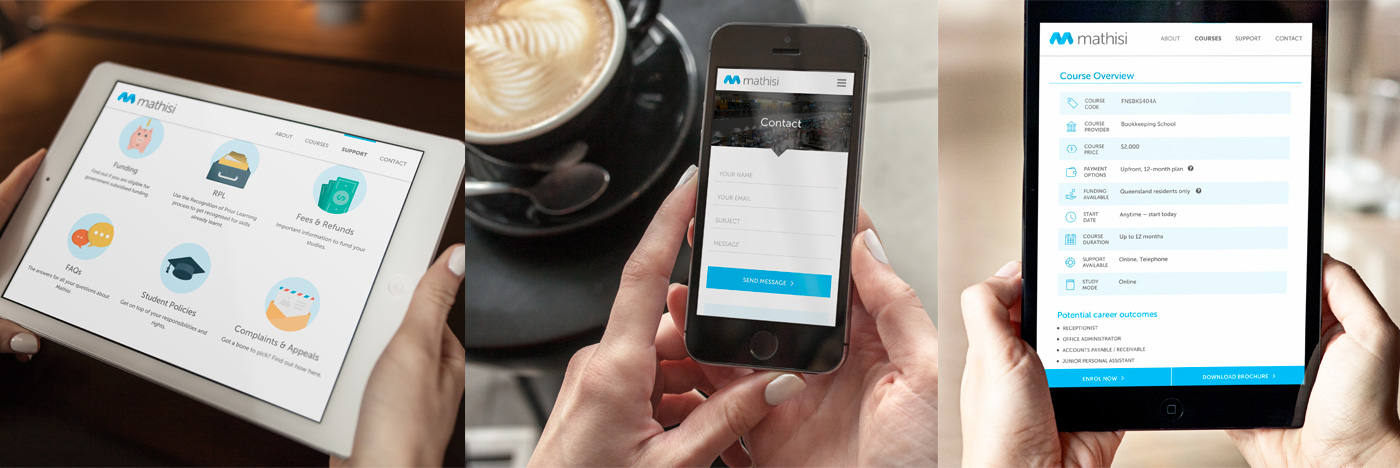 mathisi
ABOUT
COURSES
SUPPORT
CONTACT
Funding
Find out if you are eligible for
government subsidised funding
RPL
Use the Recognition of Prior Learning
process to get recognised for skills
already learnt
Fees & Refunds
Important information to fund your
studies.
FAQs
The answers for all your questions about
Mathisi
Student Policies
Get on top of your responsibilities and
rights.
Complaints & Appeals
Got a bone to pick? Find out how here.
mathisi
Contact
YOUR NAME
YOUR EMAIL
SUBJECT
MESSAGE
SEND MESSAGE >
mathisi
ABOUT COURSES SUPPORT CONTACT
Course Overview
COURSE
CODE
FNSBKG404A
COURSE
PROVIDER
Bookkeeping School
COURSE
PRICE
$2,000
PAYMENT
OPTIONS
Upfront, 12-month plan ?
FUNDING
AVAILABLE
Queensland residents only ?
START
DATE
Anytime – start today
COURSE
DURATION
Up to 12 months
SUPPORT
AVAILABLE
Online, Telephone
STUDY
MODE
Online
Potential career outcomes
• RECEPTIONIST
• OFFICE ADMINISTRATOR
• ACCOUNTS PAYABLE / RECEIVABLE
• JUNIOR PERSONAL ASSISTANT
ENROL NOW > DOWNLOAD BROCHURE >